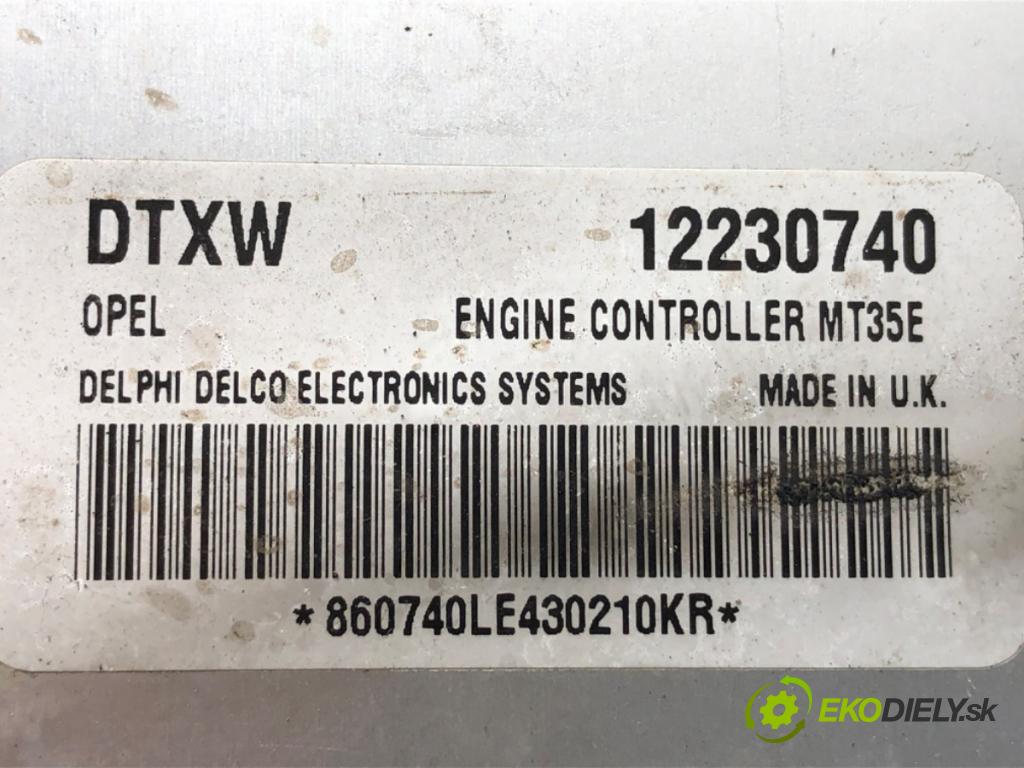 DTXW 12230740
OPEL ENGINE CONTROLLER MT35E
DELPHI DELCO ELECTRONICS SYSTEMS MADE IN U.K.
*860740LE430210KR*
EKODIELY.sk